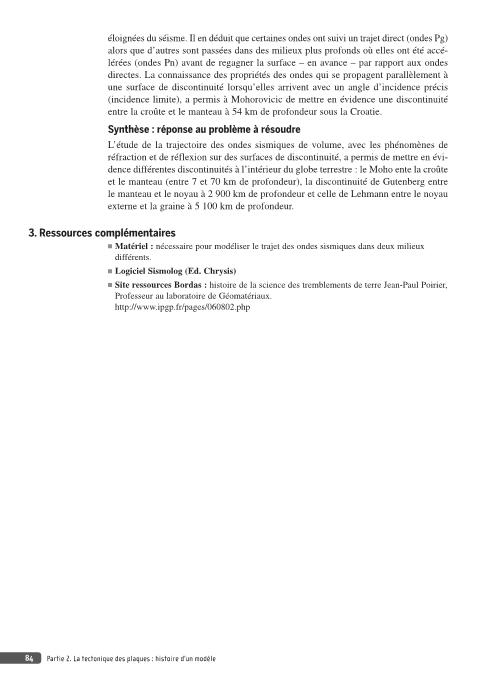 éloignées du séisme. Il en déduit que certaines ondes ont suivi un trajet direct (ondes Pg)
alors que d'autres sont passées dans des milieux plus profonds où elles ont été accé-
lérées (ondes Pn) avant de regagner la surface – en avance – par rapport aux ondes
directes. La connaissance des propriétés des ondes qui se propagent parallèlement à
une surface de discontinuité lorsqu'elles arrivent avec un angle d'incidence précis
(incidence limite), a permis à Mohorovicic de mettre en évidence une discontinuité
entre la croûte et le manteau à 54 km de profondeur sous la Croatie.
Synthèse : réponse au problème à résoudre
L'étude de la trajectoire des ondes sismiques de volume, avec les phénomènes de
réfraction et de réflexion sur des surfaces de discontinuité, a permis de mettre en évi-
dence différentes discontinuités à l'intérieur du globe terrestre : le Moho ente la croûte
et le manteau (entre 7 et 70 km de profondeur), la discontinuité de Gutenberg entre
le manteau et le noyau à 2 900 km de profondeur et celle de Lehmann entre le noyau
externe et la graine à 5 100 km de profondeur.
3. Ressources complémentaires
■ Matériel : nécessaire pour modéliser le trajet des ondes sismiques dans deux milieux
différents.
■ Logiciel Sismolog (Ed. Chrysis)
■ Site ressources Bordas : histoire de la science des tremblements de terre Jean-Paul Poirier,
Professeur au laboratoire de Géomatériaux.
http://www.ipgp.fr/pages/060802.php
84 Partie 2. La tectonique des plaques : histoire d'un modèle